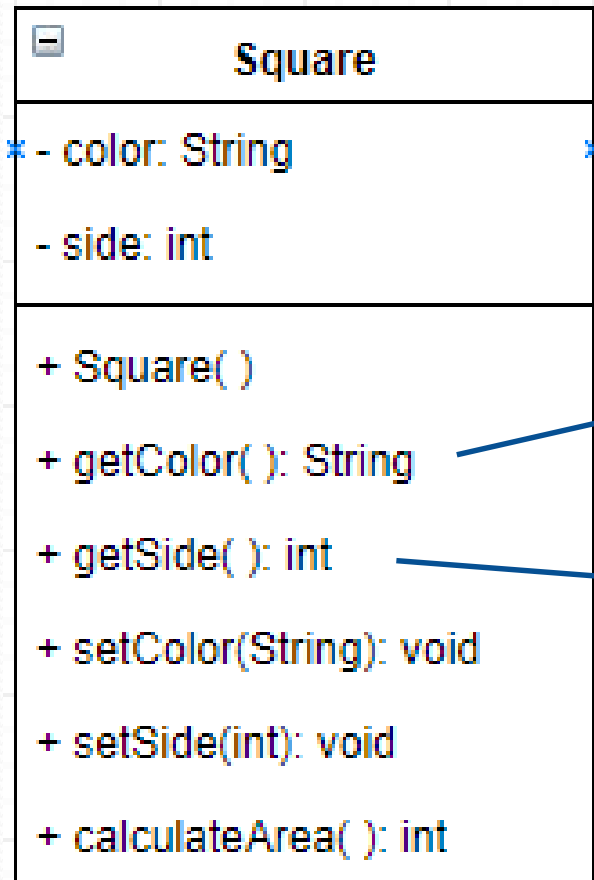 Square
- color: String
- side: int
+ Square( )
+ getColor( ): String
+ getSide( ): int
+ setColor(String): void
+ setSide(int): void
+ calculateArea( ): int